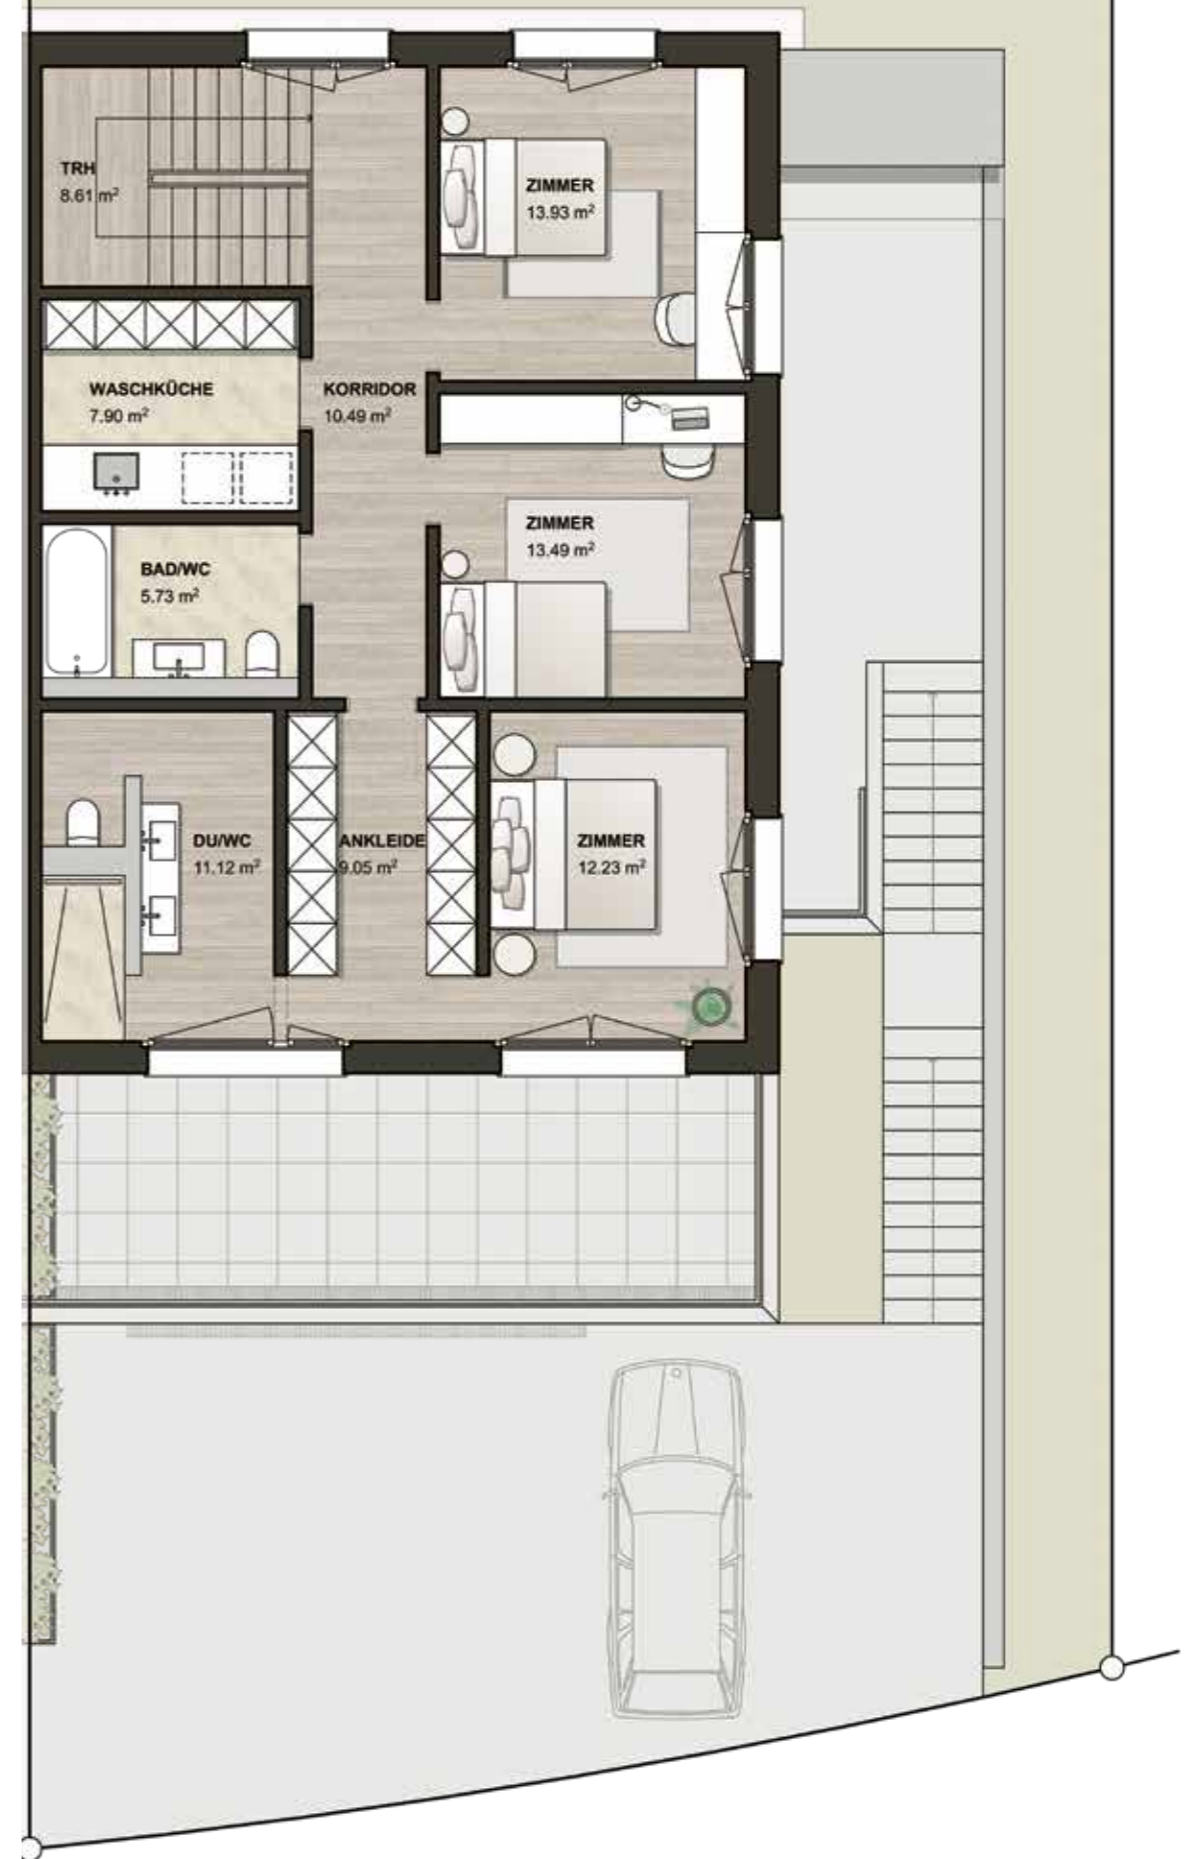 TRH
8.61 m²
ZIMMER
13.93 m²
WASCHKÜCHE
7.90 m²
KORRIDOR
10.49 m²
ZIMMER
13.49 m²
BAD/WC
5.73 m²
DU/WC
11.12 m²
ANKLEIDE
9.05 m²
ZIMMER
12.23 m²